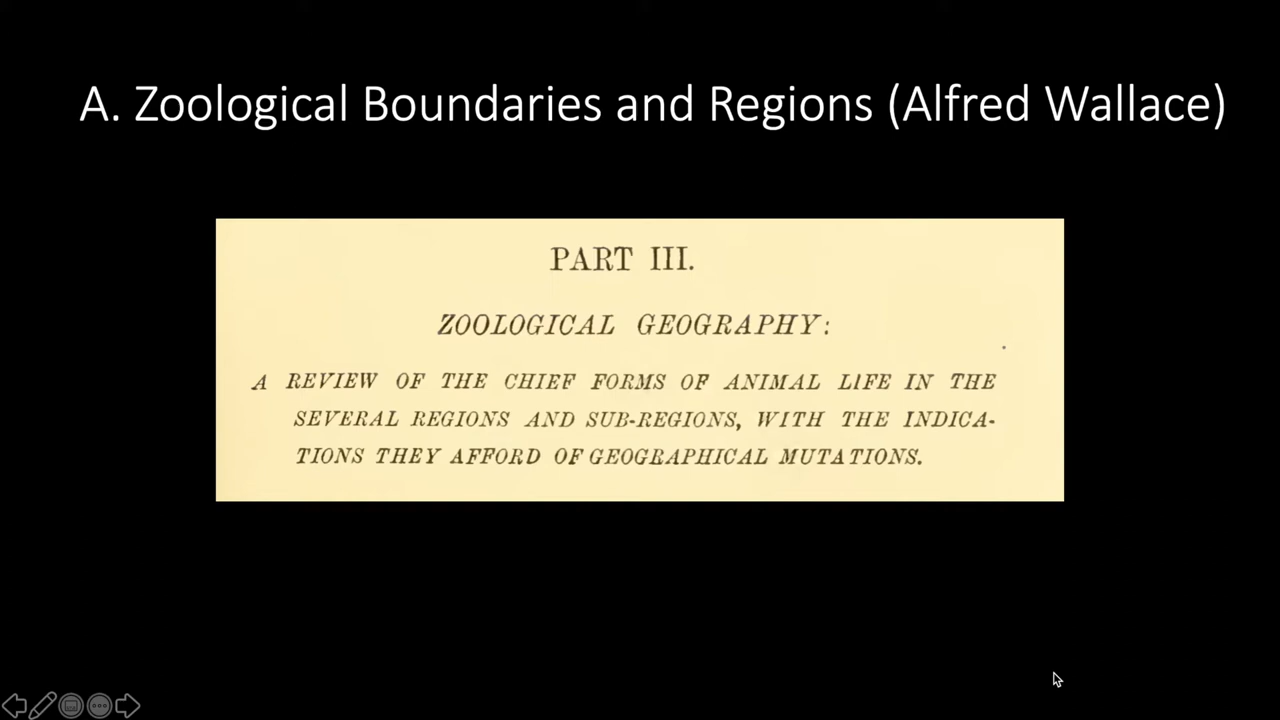 A. Zoological Boundaries and Regions (Alfred Wallace)
PART III.
ZOOLOGICAL GEOGRAPHY:
A REVIEW OF THE CHIEF FORMS OF ANIMAL LIFE IN THE
SEVERAL REGIONS AND SUB-REGIONS, WITH THE INDICA-
TIONS THEY AFFORD OF GEOGRAPHICAL MUTATIONS.